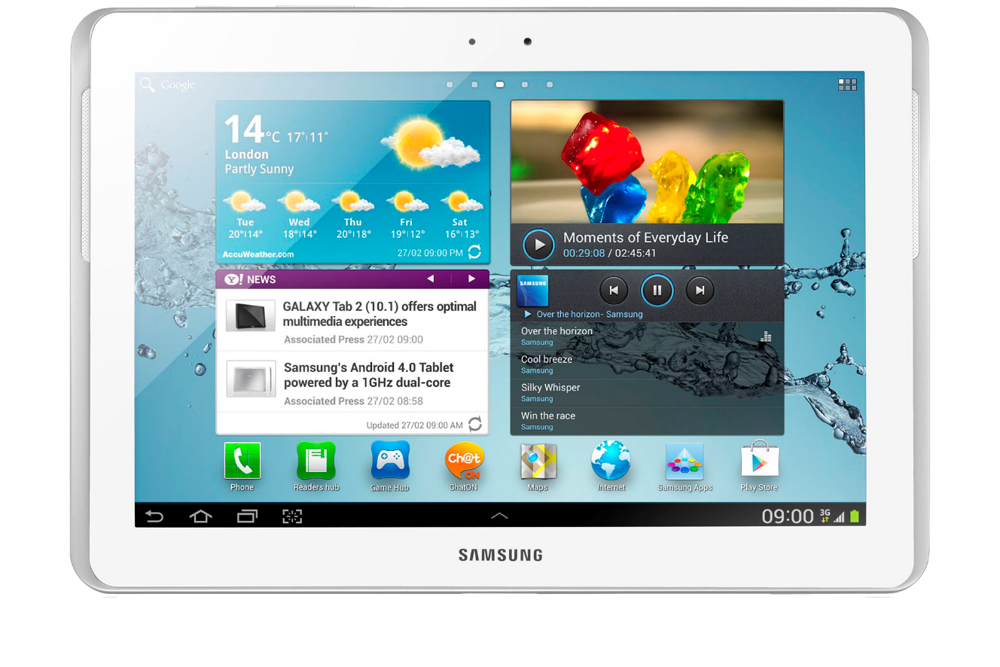 Google
14°C 17°|11°
London
Partly Sunny
Tue Wed Thu Fri Sat
20°|14° 18°|14° 20°|18° 19°|12° 16°|13°
AccuWeather.com 27/02 09:00 PM
Moments of Everyday Life
00:29:08 / 02:45:41
Y! NEWS
GALAXY Tab 2 (10.1) offers optimal
multimedia experiences
Associated Press 27/02 09:00
Samsung's Android 4.0 Tablet
powered by a 1GHz dual-core
Associated Press 27/02 08:58
Updated 27/02 09:00 AM
SAMSUNG
Over the horizon- Samsung
Over the horizon
Samsung
Cool breeze
Samsung
Silky Whisper
Samsung
Win the race
Samsung
Ch@t
ON
Phone Readers hub Game Hub ChatON Maps Internet Samsung Apps Play Store
09:00 3G
SAMSUNG